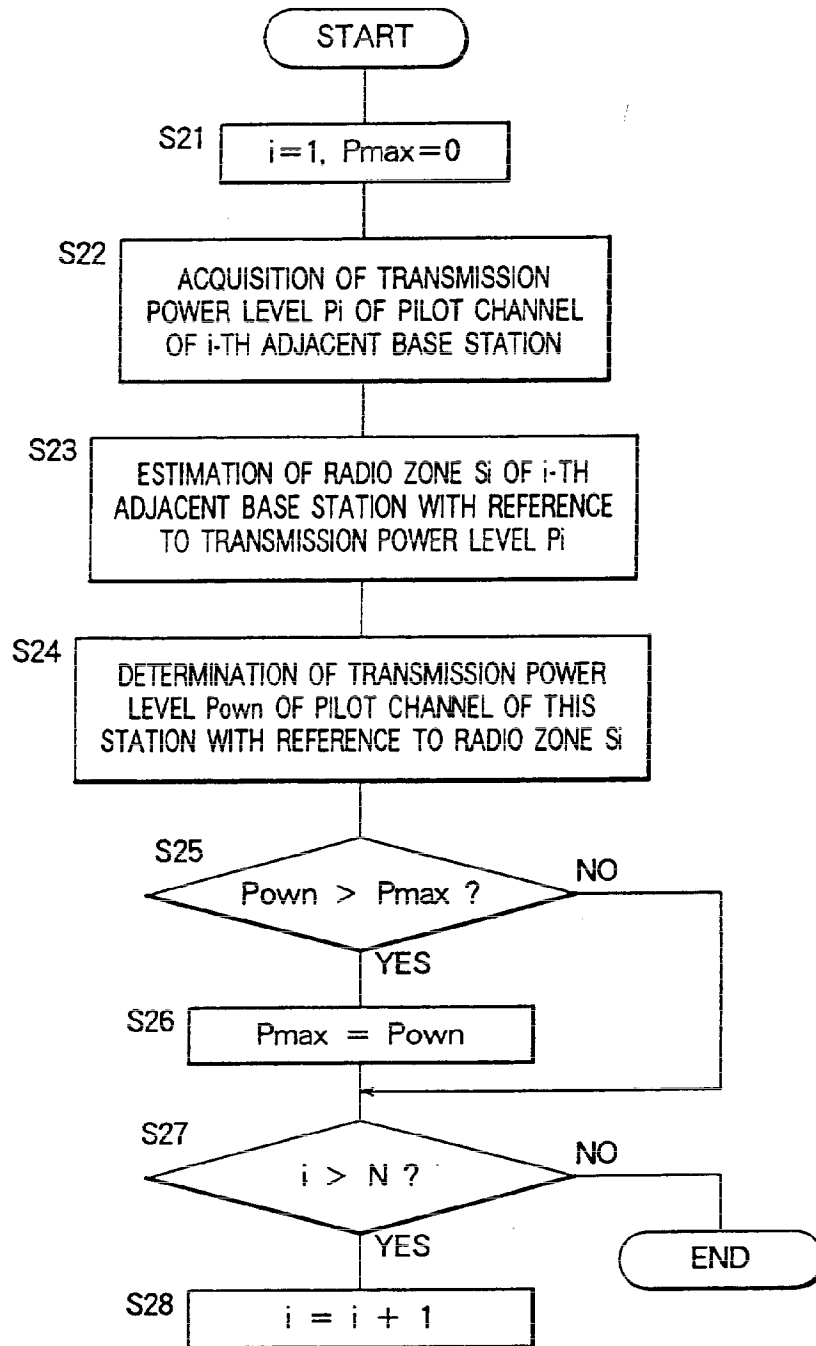 START
S21
i=1, Pmax=0
S22
ACQUISITION OF TRANSMISSION
POWER LEVEL Pi OF PILOT CHANNEL
OF i-TH ADJACENT BASE STATION
S23
ESTIMATION OF RADIO ZONE Si OF i-TH
ADJACENT BASE STATION WITH REFERENCE
TO TRANSMISSION POWER LEVEL Pi
S24
DETERMINATION OF TRANSMISSION POWER
LEVEL Pown OF PILOT CHANNEL OF THIS
STATION WITH REFERENCE TO RADIO ZONE Si
S25
Pown > Pmax ?
NO
YES
S26
Pmax = Pown
S27
i > N ?
NO
YES
END
S28
i = i + 1